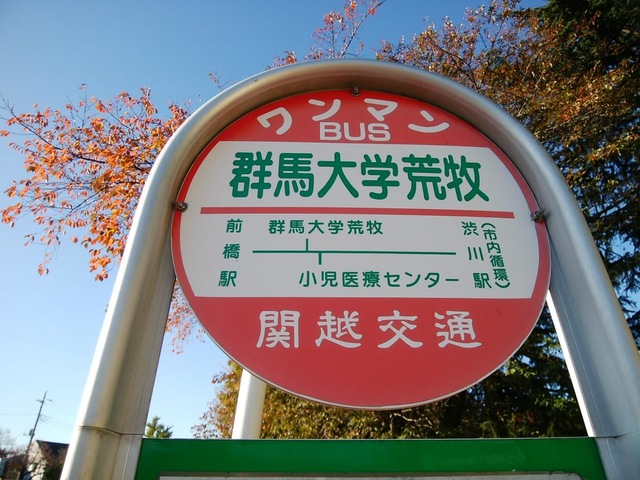 ワンマン
BUS
群馬大学荒牧
前橋駅
群馬大学荒牧
小児医療センター
渋川駅
(市内循環)
関越交通